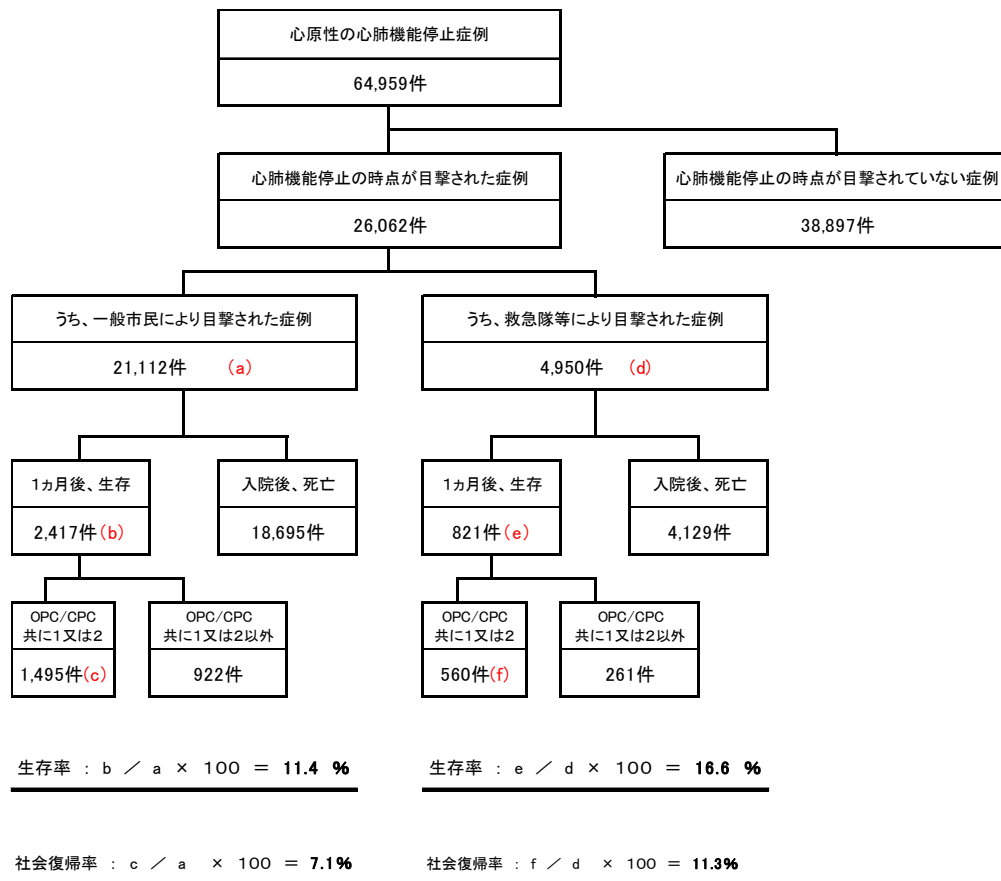 心原性の心肺機能停止症例
64,959件
心肺機能停止の時点が目撃された症例
26,062件
心肺機能停止の時点が目撃されていない症例
38,897件
うち、一般市民により目撃された症例
21,112件 (a)
うち、救急隊等により目撃された症例
4,950件 (d)
1ヵ月後、生存
2,417件(b)
入院後、死亡
18,695件
1ヵ月後、生存
821件(e)
入院後、死亡
4,129件
OPC/CPC
共に1又は2
1,495件(c)
OPC/CPC
共に1又は2以外
922件
OPC/CPC
共に1又は2
560件(f)
OPC/CPC
共に1又は2以外
261件
生存率 : b / a × 100 = 11.4 %
生存率 : e / d × 100 = 16.6 %
社会復帰率 : c / a × 100 = 7.1%
社会復帰率 : f / d × 100 = 11.3%